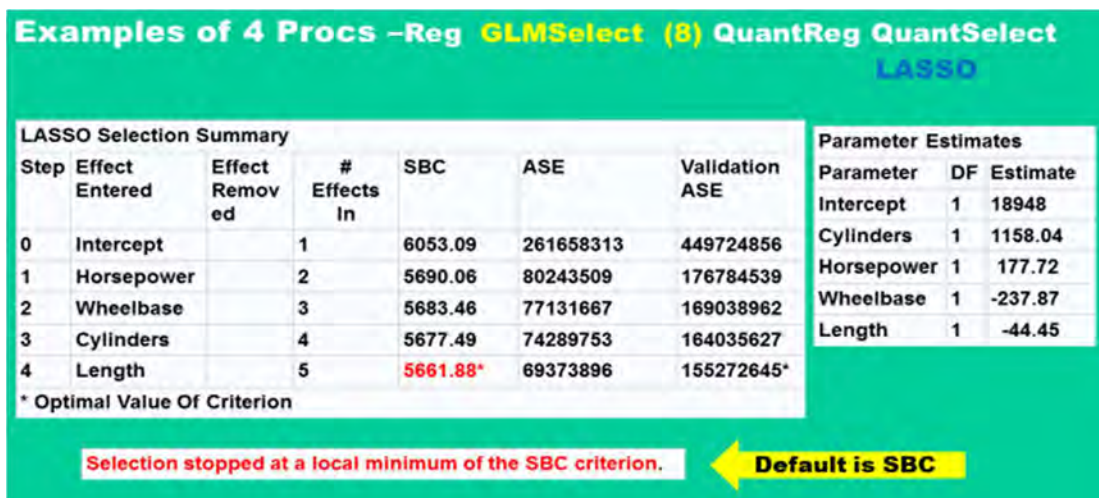 Examples of 4 Procs –Reg GLMSelect (8) QuantReg QuantSelect
LASSO
LASSO Selection Summary
Step Effect Entered Effect Removed # Effects In SBC ASE Validation ASE
0 Intercept 1 6053.09 261658313 449724856
1 Horsepower 2 5690.06 80243509 176784539
2 Wheelbase 3 5683.46 77131667 169038962
3 Cylinders 4 5677.49 74289753 164035627
4 Length 5 5661.88* 69373896 155272645*
* Optimal Value Of Criterion
Parameter Estimates
Parameter DF Estimate
Intercept 1 18948
Cylinders 1 1158.04
Horsepower 1 177.72
Wheelbase 1 -237.87
Length 1 -44.45
Selection stopped at a local minimum of the SBC criterion.
Default is SBC